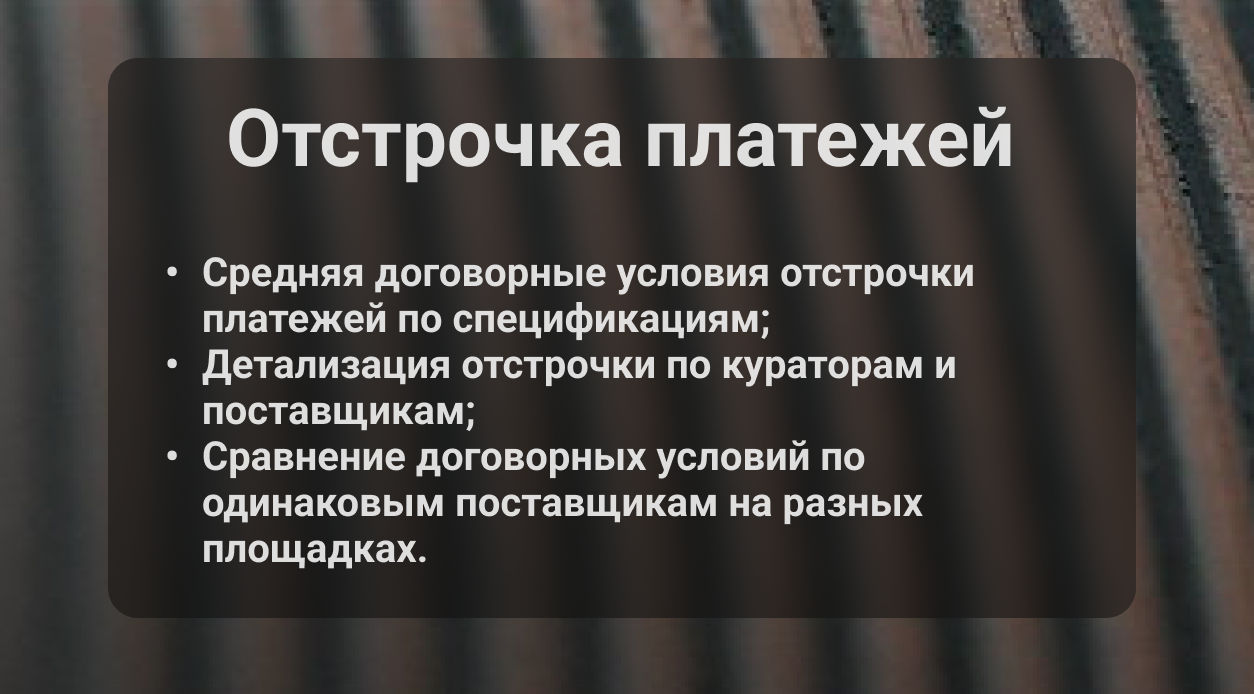 Отстрочка платежей
• Средняя договорные условия отстрочки
платежей по спецификациям;
• Детализация отстрочки по кураторам и
поставщикам;
• Сравнение договорных условий по
одинаковым поставщикам на разных
площадках.